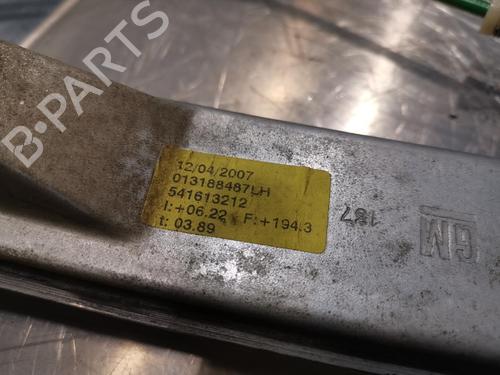 B-PARTS
12/04/2007
013188487LH
541613212
I:+06.22 F:+194.3
t: 03.89
187
GM